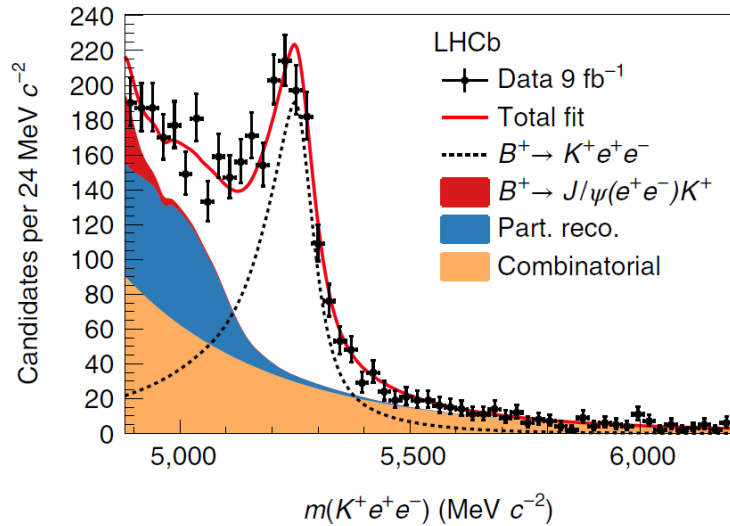 240
220
200
180
160
140
120
100
80
60
40
20
0
Candidates per 24 MeV c⁻²
LHCb
Data 9 fb⁻¹
Total fit
B⁺→ K⁺e⁺e⁻
B⁺→ J/ψ(e⁺e⁻)K⁺
Part. reco.
Combinatorial
5,000 5,500 6,000
m(K⁺e⁺e⁻) (MeV c⁻²)